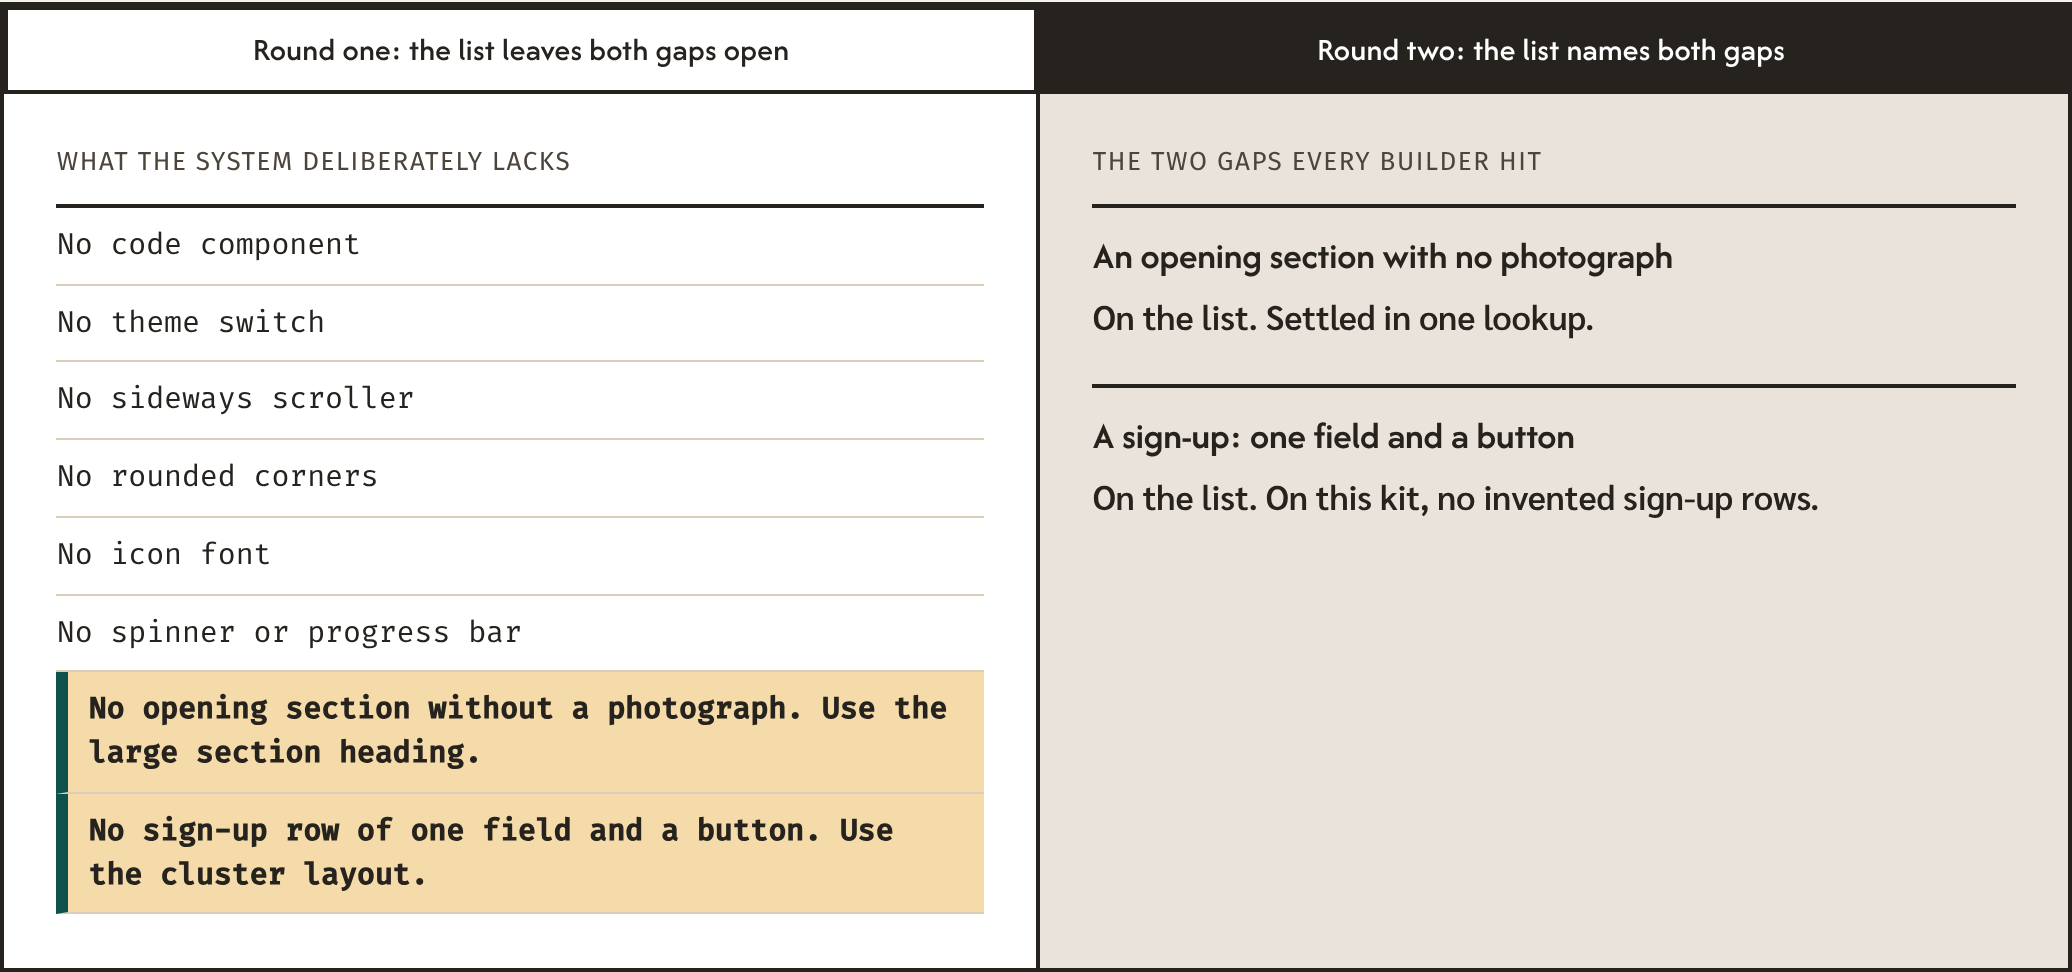 Round one: the list leaves both gaps open
Round two: the list names both gaps
WHAT THE SYSTEM DELIBERATELY LACKS
No code component
No theme switch
No sideways scroller
No rounded corners
No icon font
No spinner or progress bar
No opening section without a photograph. Use the
large section heading.
No sign-up row of one field and a button. Use
the cluster layout.
THE TWO GAPS EVERY BUILDER HIT
An opening section with no photograph
On the list. Settled in one lookup.
A sign-up: one field and a button
On the list. On this kit, no invented sign-up rows.